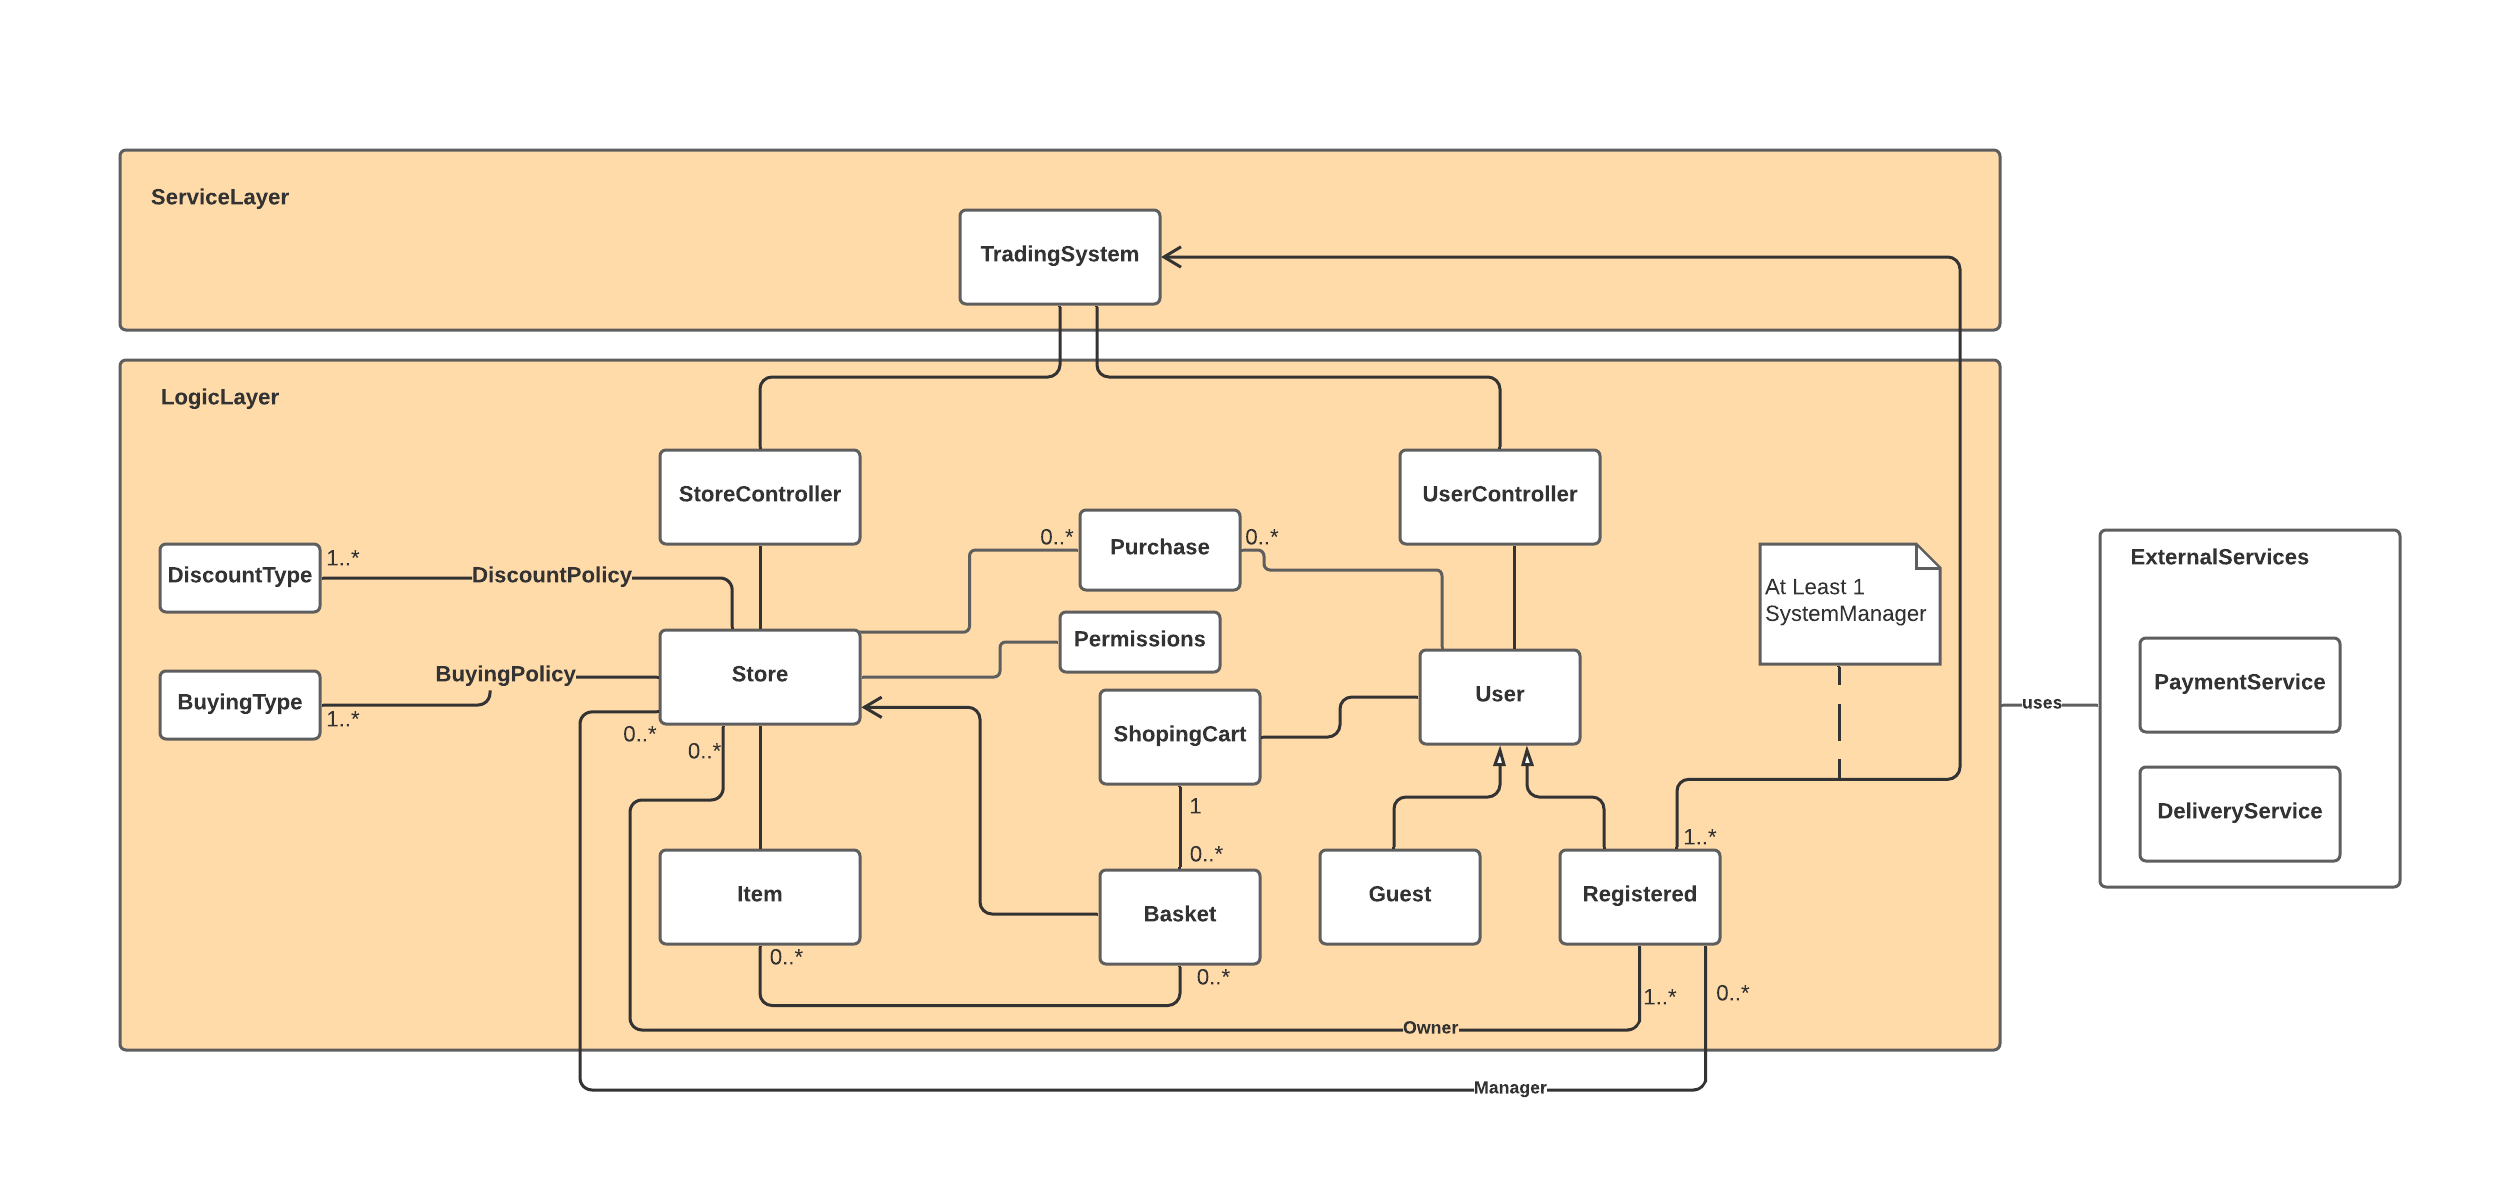 ServiceLayer
TradingSystem
LogicLayer
StoreController
UserController
0..*
Purchase
0..*
DiscountType
1..*
DiscountPolicy
ExternalServices
At Least 1
SystemManager
Permissions
BuyingPolicy
Store
User
BuyingType
1..*
0..*
0..*
ShopingCart
uses
PaymentService
DeliveryService
1
0..*
1..*
Item
Basket
Guest
Registered
0..*
0..*
1..*
0..*
Owner
Manager